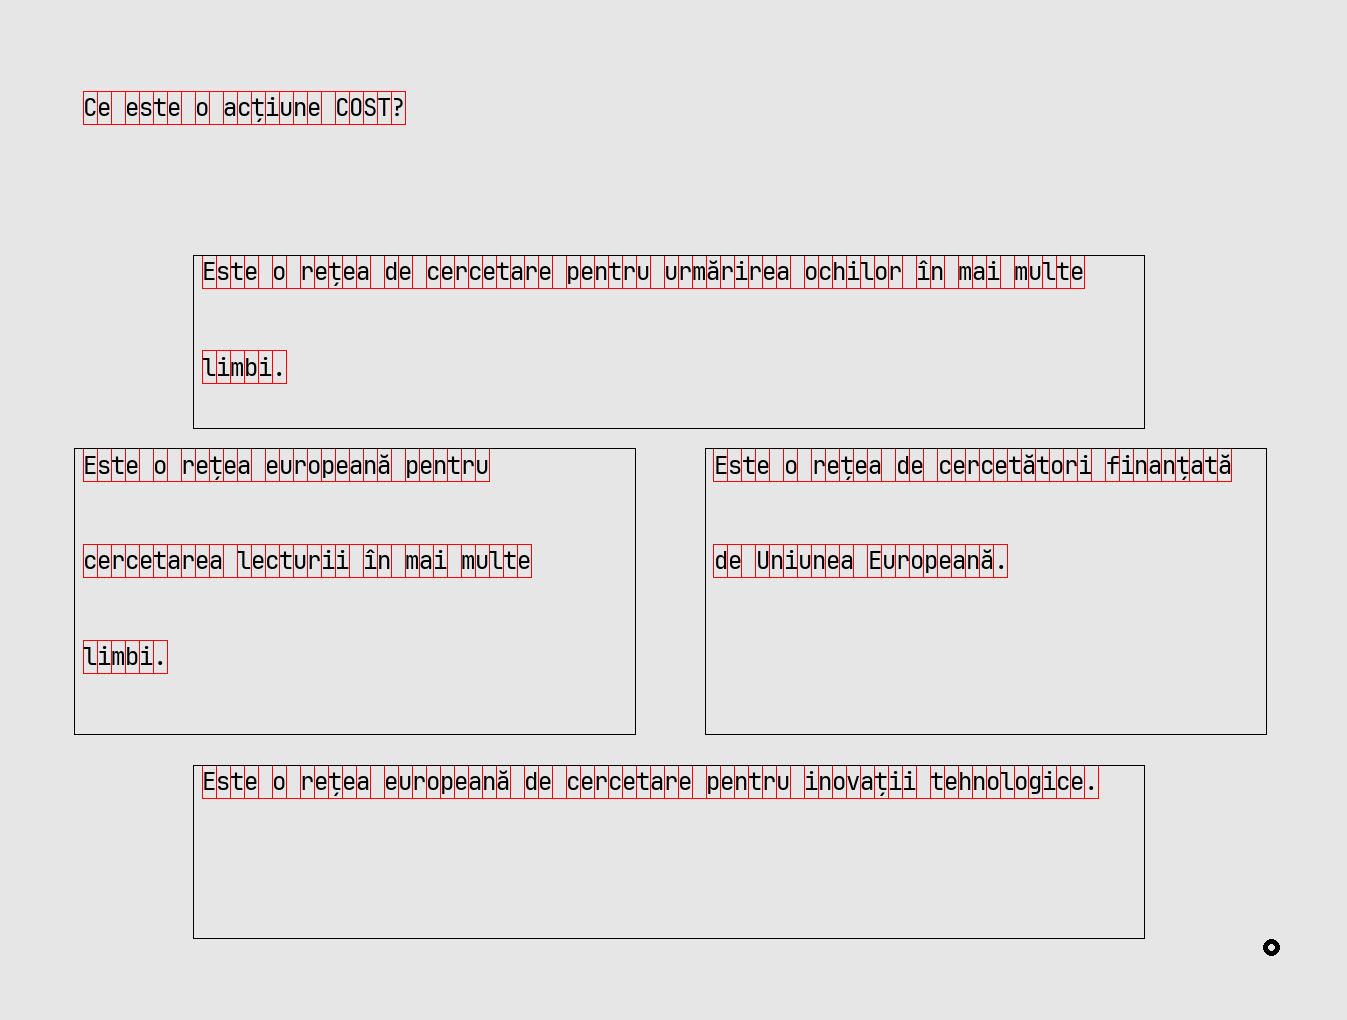 Ce este o acțiune COST?
Este o rețea de cercetare pentru urmărirea ochilor în mai multe
limbi.
Este o rețea europeană pentru
cercetarea lecturii în mai multe
limbi.
Este o rețea de cercetători finanțată
de Uniunea Europeană.
Este o rețea europeană de cercetare pentru inovații tehnologice.